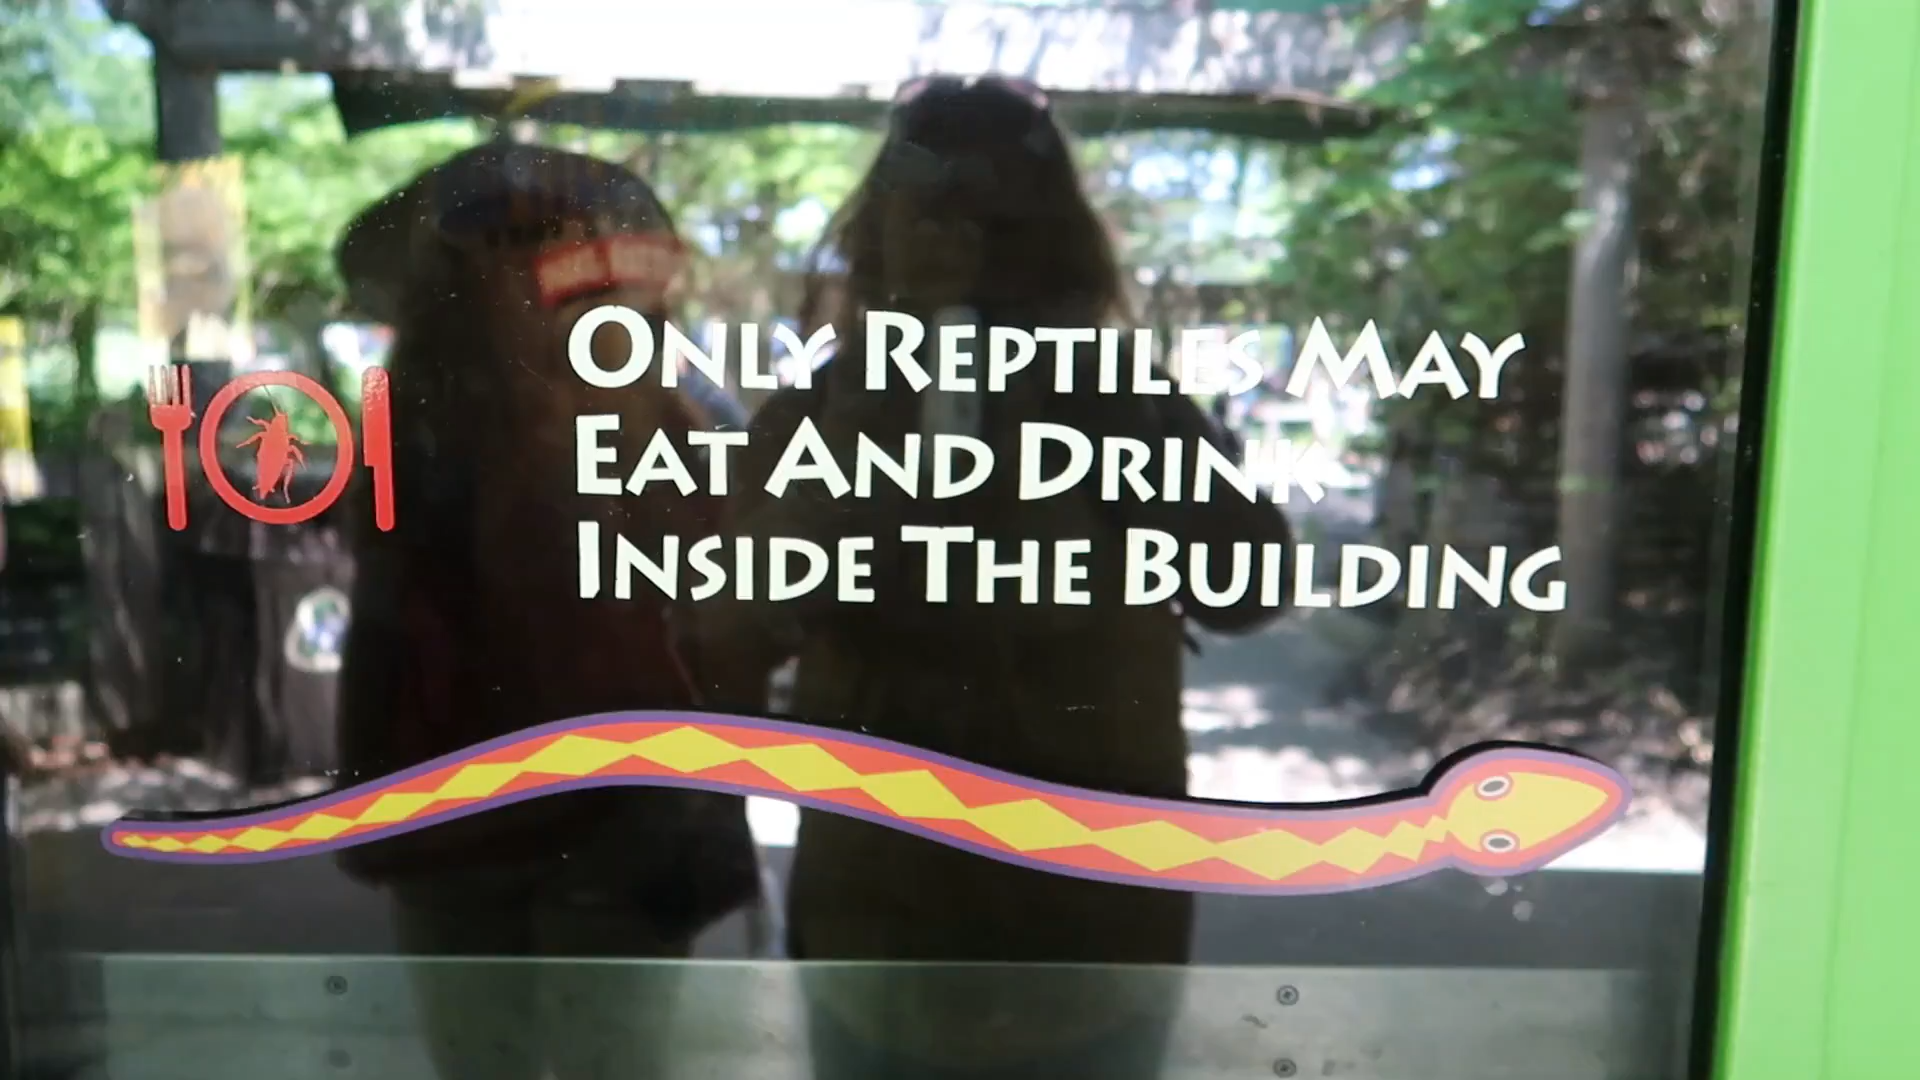 Only Reptiles May
Eat And Drink
Inside The Building